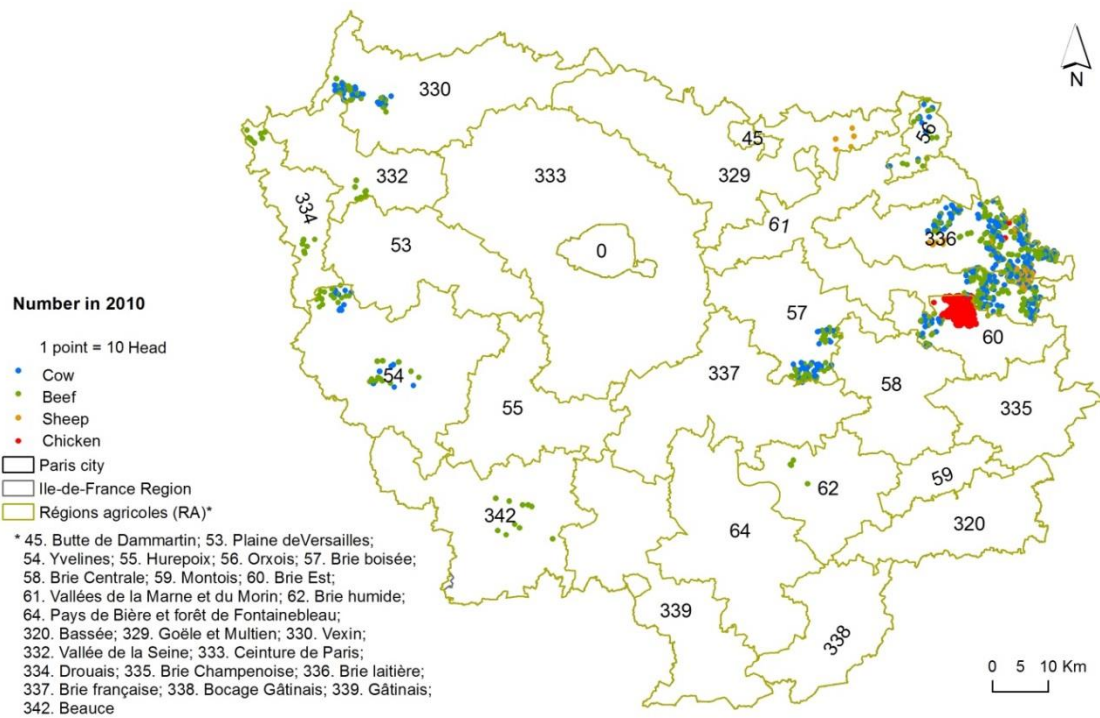 330
N
45
56
332
333
329
334
61
53
336
0
57
60
54
337
58
55
335
59
62
342
320
64
339
338
Number in 2010
1 point = 10 Head
Cow
Beef
Sheep
Chicken
Paris city
Ile-de-France Region
Régions agricoles (RA)*
* 45. Butte de Dammartin; 53. Plaine deVersailles;
54. Yvelines; 55. Hurepoix; 56. Orxois; 57. Brie boisée;
58. Brie Centrale; 59. Montois; 60. Brie Est;
61. Vallées de la Marne et du Morin; 62. Brie humide;
64. Pays de Bière et forêt de Fontainebleau;
320. Bassée; 329. Goële et Multien; 330. Vexin;
332. Vallée de la Seine; 333. Ceinture de Paris;
334. Drouais; 335. Brie Champenoise; 336. Brie laitière;
337. Brie française; 338. Bocage Gâtinais; 339. Gâtinais;
342. Beauce
0 5 10 Km